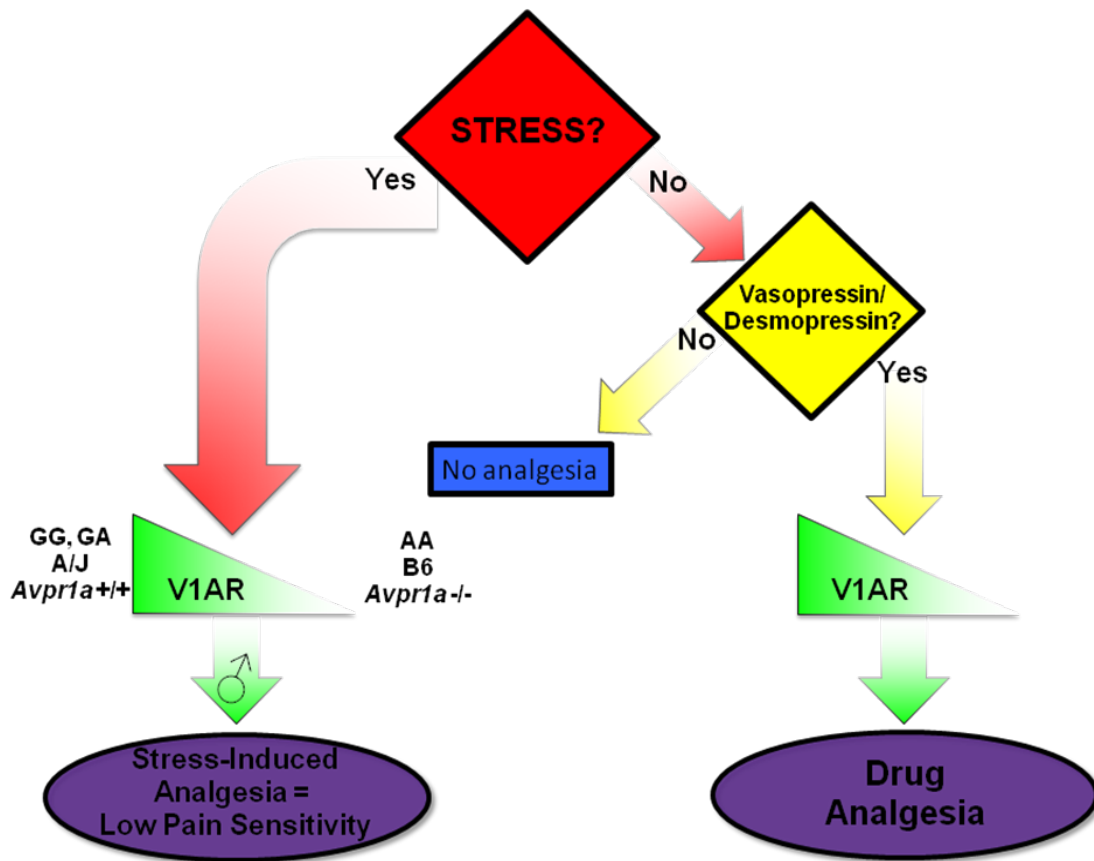 STRESS?
Yes
No
Vasopressin/
Desmopressin?
No
Yes
No analgesia
GG, GA
A/J
Avpr1a+/+
V1AR
AA
B6
Avpr1a-/-
V1AR
♂
Stress-Induced
Analgesia =
Low Pain Sensitivity
Drug
Analgesia